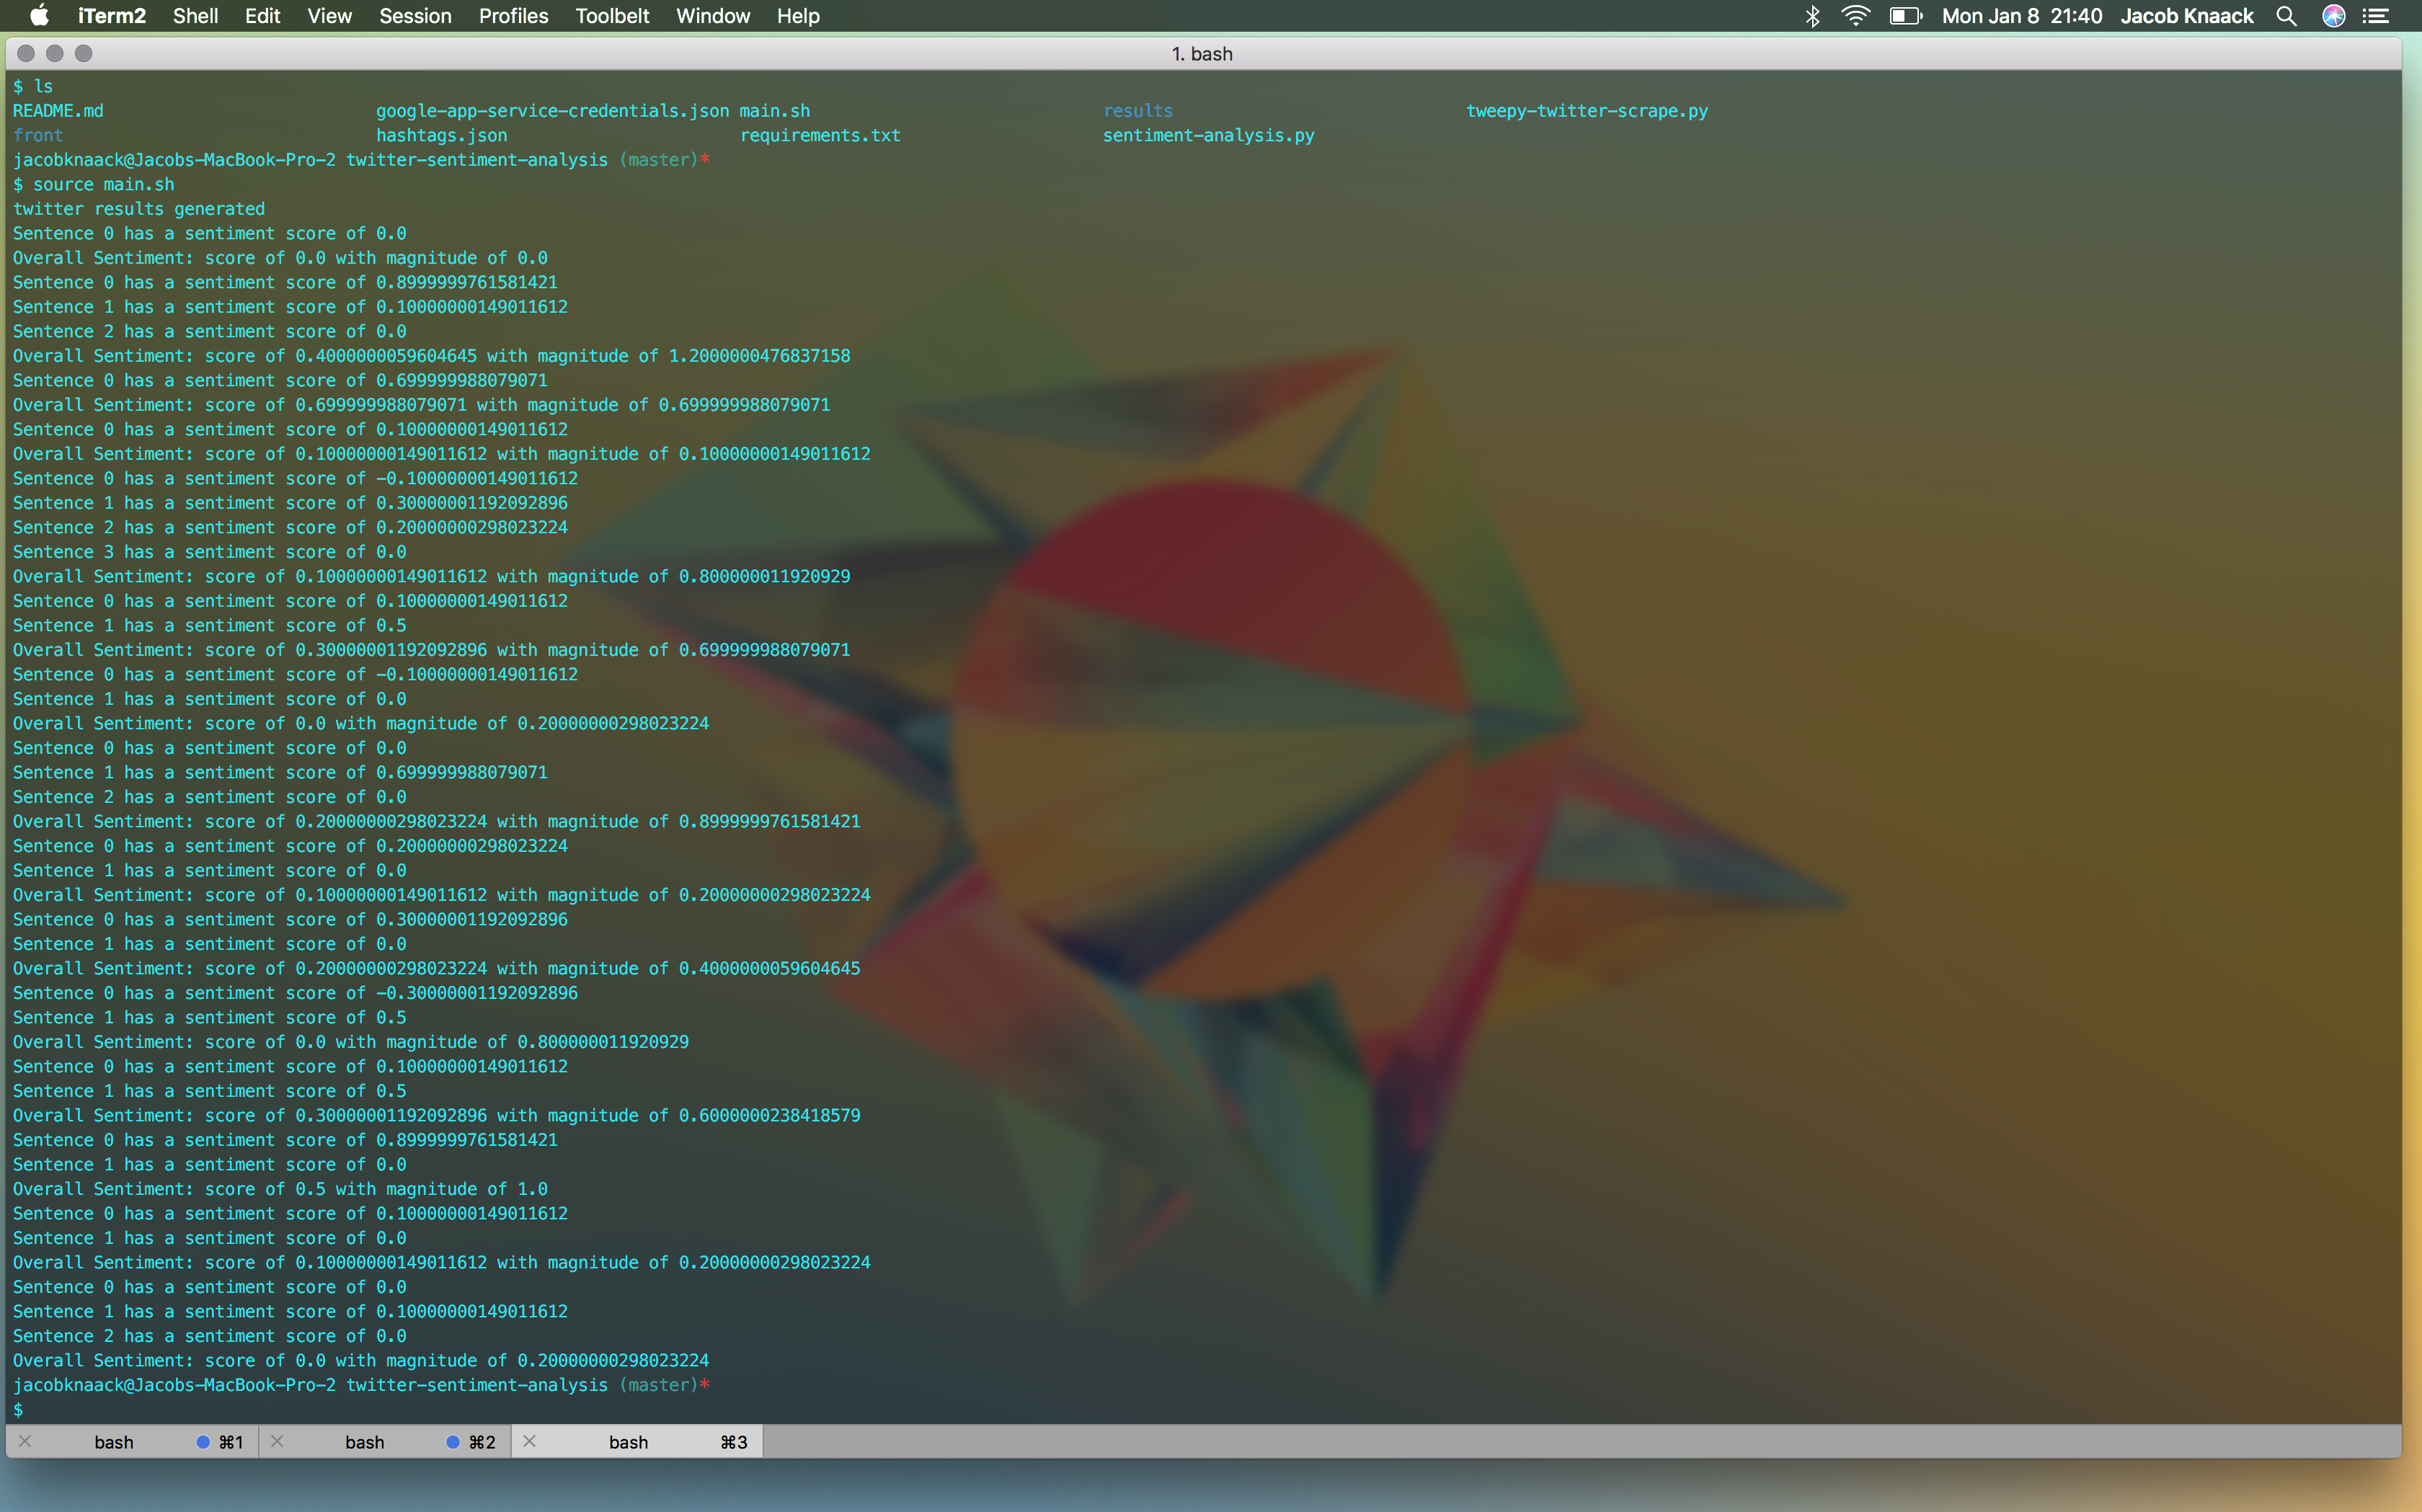 iTerm2 Shell Edit View Session Profiles Toolbelt Window Help Mon Jan 8 21:40 Jacob Knaack
1. bash
$ ls
README.md google-app-service-credentials.json main.sh results tweepy-twitter-scrape.py
front hashtags.json requirements.txt sentiment-analysis.py
jacobknaack@Jacobs-MacBook-Pro-2 twitter-sentiment-analysis (master)*
$ source main.sh
twitter results generated
Sentence 0 has a sentiment score of 0.0
Overall Sentiment: score of 0.0 with magnitude of 0.0
Sentence 0 has a sentiment score of 0.8999999761581421
Sentence 1 has a sentiment score of 0.10000000149011612
Sentence 2 has a sentiment score of 0.0
Overall Sentiment: score of 0.4000000059604645 with magnitude of 1.2000000476837158
Sentence 0 has a sentiment score of 0.699999988079071
Overall Sentiment: score of 0.699999988079071 with magnitude of 0.699999988079071
Sentence 0 has a sentiment score of 0.10000000149011612
Overall Sentiment: score of 0.10000000149011612 with magnitude of 0.10000000149011612
Sentence 0 has a sentiment score of -0.10000000149011612
Sentence 1 has a sentiment score of 0.30000001192092896
Sentence 2 has a sentiment score of 0.20000000298023224
Sentence 3 has a sentiment score of 0.0
Overall Sentiment: score of 0.10000000149011612 with magnitude of 0.800000011920929
Sentence 0 has a sentiment score of 0.10000000149011612
Sentence 1 has a sentiment score of 0.5
Overall Sentiment: score of 0.30000001192092896 with magnitude of 0.699999988079071
Sentence 0 has a sentiment score of -0.10000000149011612
Sentence 1 has a sentiment score of 0.0
Overall Sentiment: score of 0.0 with magnitude of 0.20000000298023224
Sentence 0 has a sentiment score of 0.0
Sentence 1 has a sentiment score of 0.699999988079071
Sentence 2 has a sentiment score of 0.0
Overall Sentiment: score of 0.20000000298023224 with magnitude of 0.8999999761581421
Sentence 0 has a sentiment score of 0.20000000298023224
Sentence 1 has a sentiment score of 0.0
Overall Sentiment: score of 0.10000000149011612 with magnitude of 0.20000000298023224
Sentence 0 has a sentiment score of 0.30000001192092896
Sentence 1 has a sentiment score of 0.0
Overall Sentiment: score of 0.20000000298023224 with magnitude of 0.4000000059604645
Sentence 0 has a sentiment score of -0.30000001192092896
Sentence 1 has a sentiment score of 0.5
Overall Sentiment: score of 0.0 with magnitude of 0.800000011920929
Sentence 0 has a sentiment score of 0.10000000149011612
Sentence 1 has a sentiment score of 0.5
Overall Sentiment: score of 0.30000001192092896 with magnitude of 0.6000000238418579
Sentence 0 has a sentiment score of 0.8999999761581421
Sentence 1 has a sentiment score of 0.0
Overall Sentiment: score of 0.5 with magnitude of 1.0
Sentence 0 has a sentiment score of 0.10000000149011612
Sentence 1 has a sentiment score of 0.0
Overall Sentiment: score of 0.10000000149011612 with magnitude of 0.20000000298023224
Sentence 0 has a sentiment score of 0.0
Sentence 1 has a sentiment score of 0.10000000149011612
Sentence 2 has a sentiment score of 0.0
Overall Sentiment: score of 0.0 with magnitude of 0.20000000298023224
jacobknaack@Jacobs-MacBook-Pro-2 twitter-sentiment-analysis (master)*
$
bash ⌘1 bash ⌘2 bash ⌘3